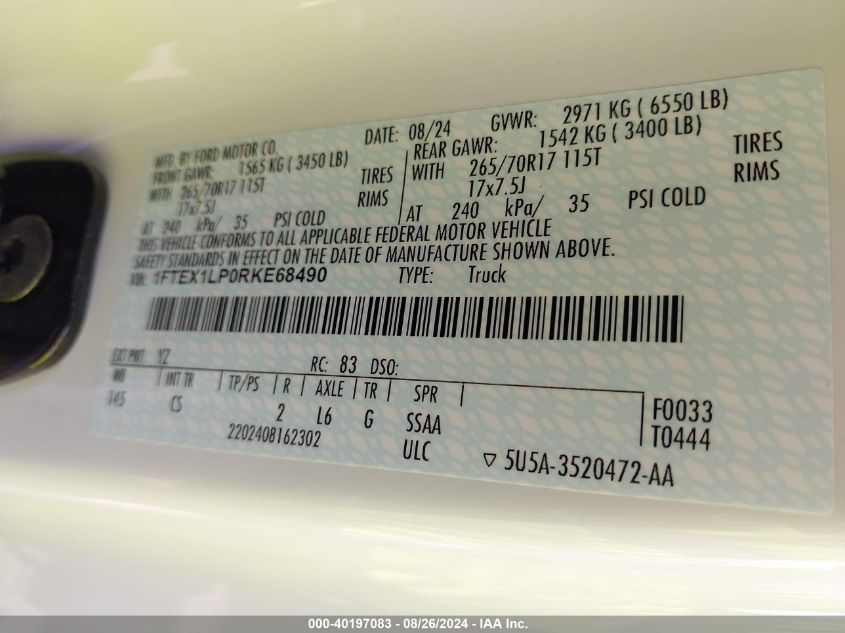 MFD. BY FORD MOTOR CO.
DATE: 08/24 GVWR: 2971 KG ( 6550 LB)
FRONT GAWR: 1565 KG ( 3450 LB)
REAR GAWR: 1542 KG ( 3400 LB)
WITH 265/70R17 115T TIRES
WITH 265/70R17 115T TIRES
17x7.5J RIMS
17x7.5J RIMS
AT 240 kPa/ 35 PSI COLD
AT 240 kPa/ 35 PSI COLD
THIS VEHICLE CONFORMS TO ALL APPLICABLE FEDERAL MOTOR VEHICLE
SAFETY STANDARDS IN EFFECT ON THE DATE OF MANUFACTURE SHOWN ABOVE.
VIN: 1FTEX1LP0RKE68490 TYPE: Truck
EXT PNT: YZ RC: 83 DSO:
WB INT TR TP/PS R AXLE TR SPR
145 CS 2 L6 G SSAA
F0033
T0444
2202408162302 ULC
▽ 5U5A-3520472-AA
000-40197083 - 08/26/2024 - IAA Inc.